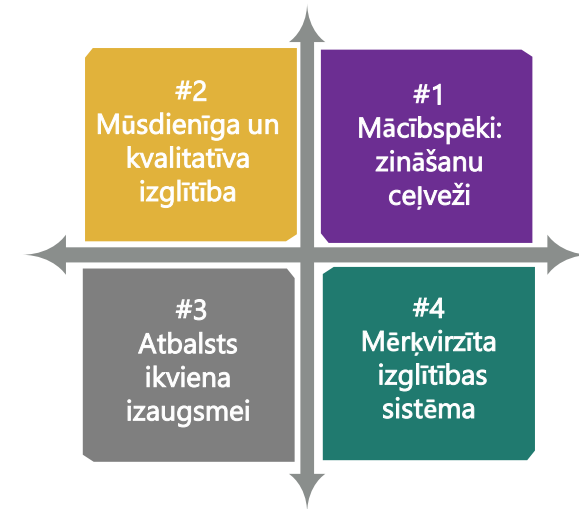 #2
Mūsdienīga un
kvalitatīva
izglītība
#1
Mācībspēki:
zināšanu
ceļveži
#3
Atbalsts
ikviena
izaugsmei
#4
Mērķvirzīta
izglītības
sistēma